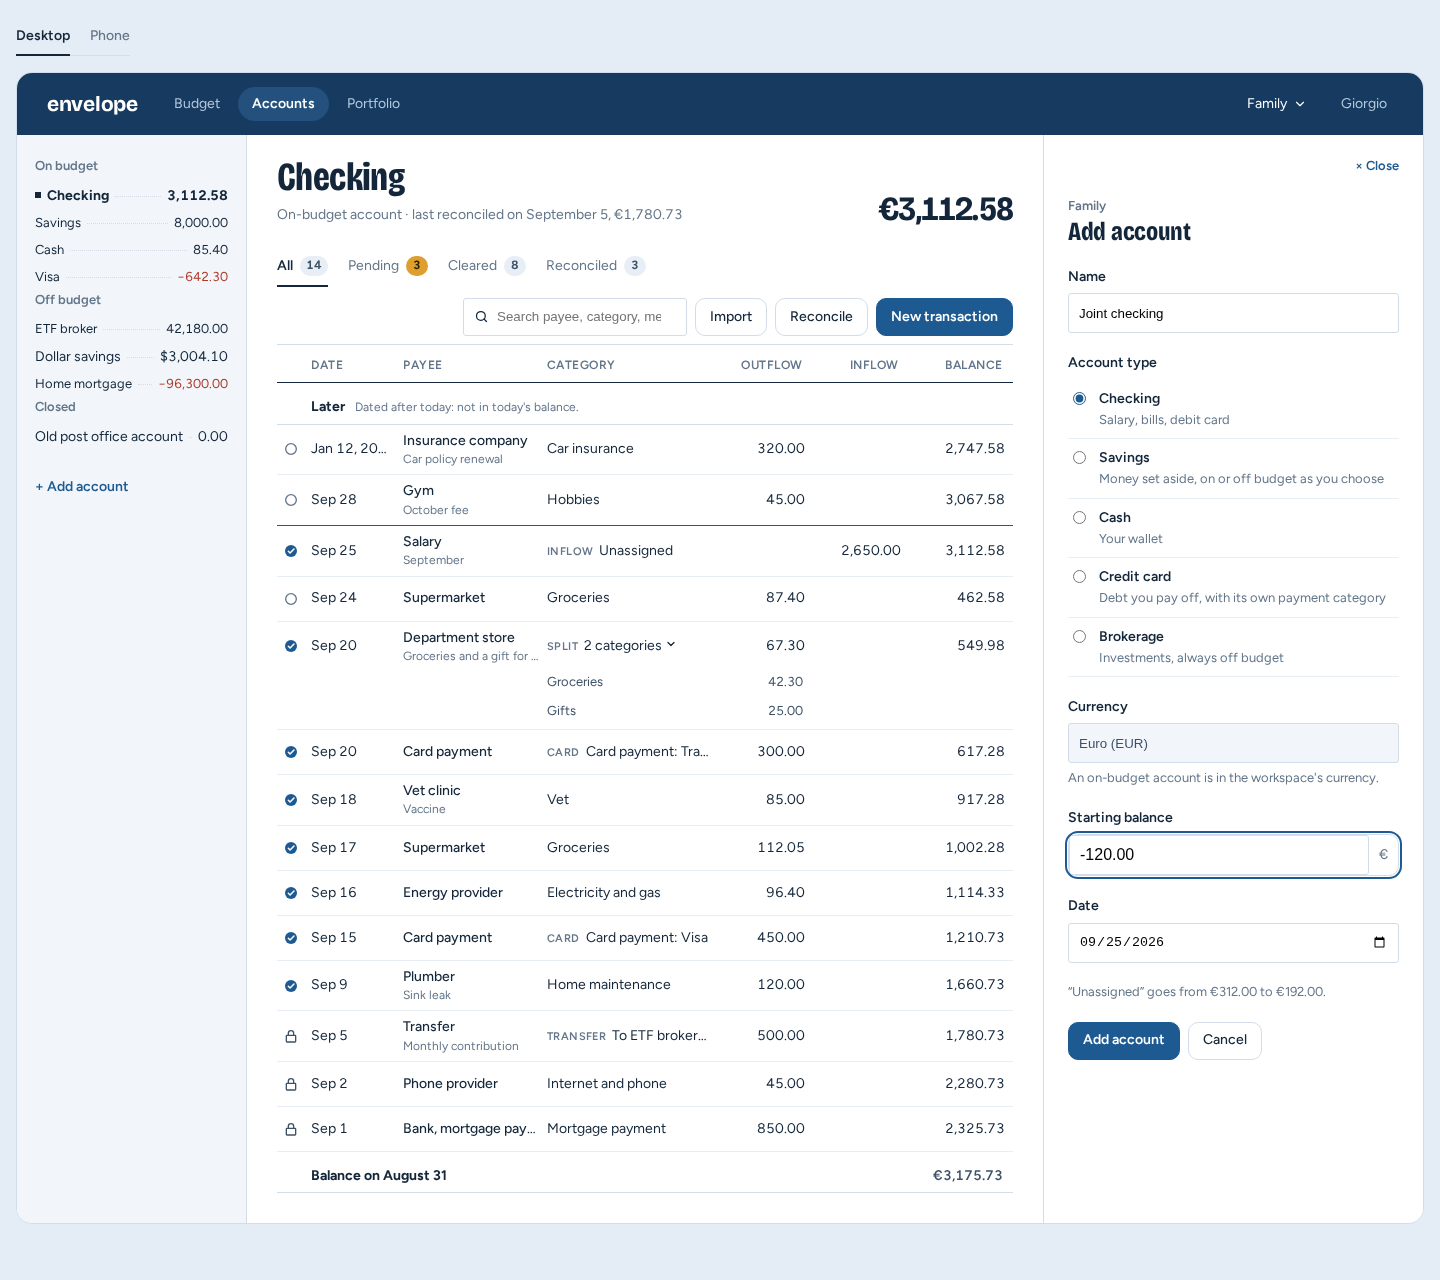 Desktop Phone
envelope Budget Accounts Portfolio Family Giorgio
On budget
Checking 3,112.58
Savings 8,000.00
Cash 85.40
Visa −642.30
Off budget
ETF broker 42,180.00
Dollar savings $3,004.10
Home mortgage −96,300.00
Closed
Old post office account 0.00
+ Add account
Checking
On-budget account · last reconciled on September 5, €1,780.73
€3,112.58
All 14 Pending 3 Cleared 8 Reconciled 3
Search payee, category, me
Import Reconcile New transaction
DATE PAYEE CATEGORY OUTFLOW INFLOW BALANCE
Later Dated after today: not in today's balance.
Jan 12, 20… Insurance company Car insurance 320.00 2,747.58
Car policy renewal
Sep 28 Gym Hobbies 45.00 3,067.58
October fee
Sep 25 Salary INFLOW Unassigned 2,650.00 3,112.58
September
Sep 24 Supermarket Groceries 87.40 462.58
Sep 20 Department store SPLIT 2 categories 67.30 549.98
Groceries and a gift for …
Groceries 42.30
Gifts 25.00
Sep 20 Card payment CARD Card payment: Tra… 300.00 617.28
Sep 18 Vet clinic Vet 85.00 917.28
Vaccine
Sep 17 Supermarket Groceries 112.05 1,002.28
Sep 16 Energy provider Electricity and gas 96.40 1,114.33
Sep 15 Card payment CARD Card payment: Visa 450.00 1,210.73
Sep 9 Plumber Home maintenance 120.00 1,660.73
Sink leak
Sep 5 Transfer TRANSFER To ETF broker… 500.00 1,780.73
Monthly contribution
Sep 2 Phone provider Internet and phone 45.00 2,280.73
Sep 1 Bank, mortgage pay… Mortgage payment 850.00 2,325.73
Balance on August 31 €3,175.73
× Close
Family
Add account
Name
Joint checking
Account type
Checking
Salary, bills, debit card
Savings
Money set aside, on or off budget as you choose
Cash
Your wallet
Credit card
Debt you pay off, with its own payment category
Brokerage
Investments, always off budget
Currency
Euro (EUR)
An on-budget account is in the workspace's currency.
Starting balance
-120.00 €
Date
09/25/2026
“Unassigned” goes from €312.00 to €192.00.
Add account Cancel